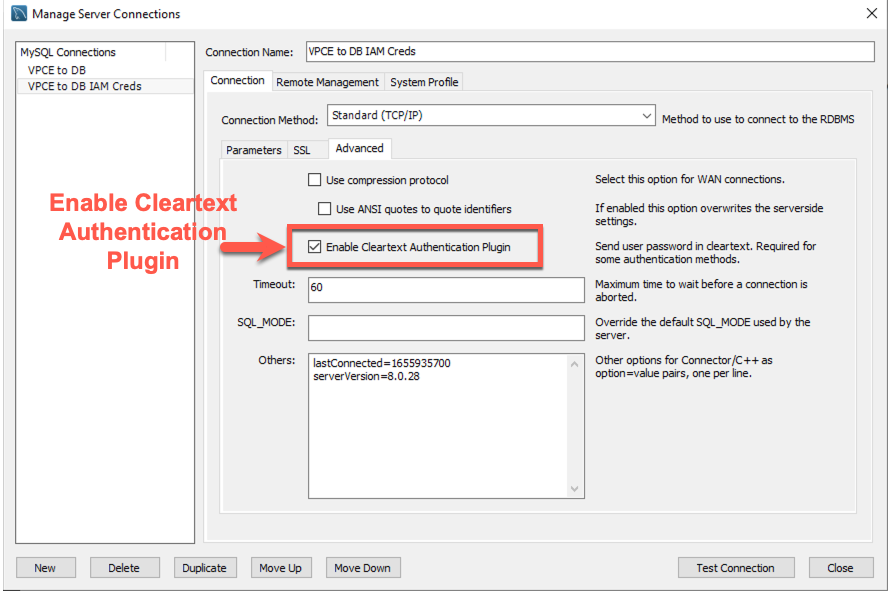 Manage Server Connections
MySQL Connections
VPCE to DB
VPCE to DB IAM Creds
Connection Name: VPCE to DB IAM Creds
Connection Remote Management System Profile
Connection Method: Standard (TCP/IP) Method to use to connect to the RDBMS
Parameters SSL Advanced
Use compression protocol Select this option for WAN connections.
Use ANSI quotes to quote identifiers If enabled this option overwrites the serverside
settings.
Enable Cleartext
Authentication
Plugin
Enable Cleartext Authentication Plugin Send user password in cleartext. Required for
some authentication methods.
Timeout: 60 Maximum time to wait before a connection is
aborted.
SQL_MODE: Override the default SQL_MODE used by the
server.
Others: lastConnected=1655935700 Other options for Connector/C++ as
serverVersion=8.0.28 option=value pairs, one per line.
New Delete Duplicate Move Up Move Down Test Connection Close